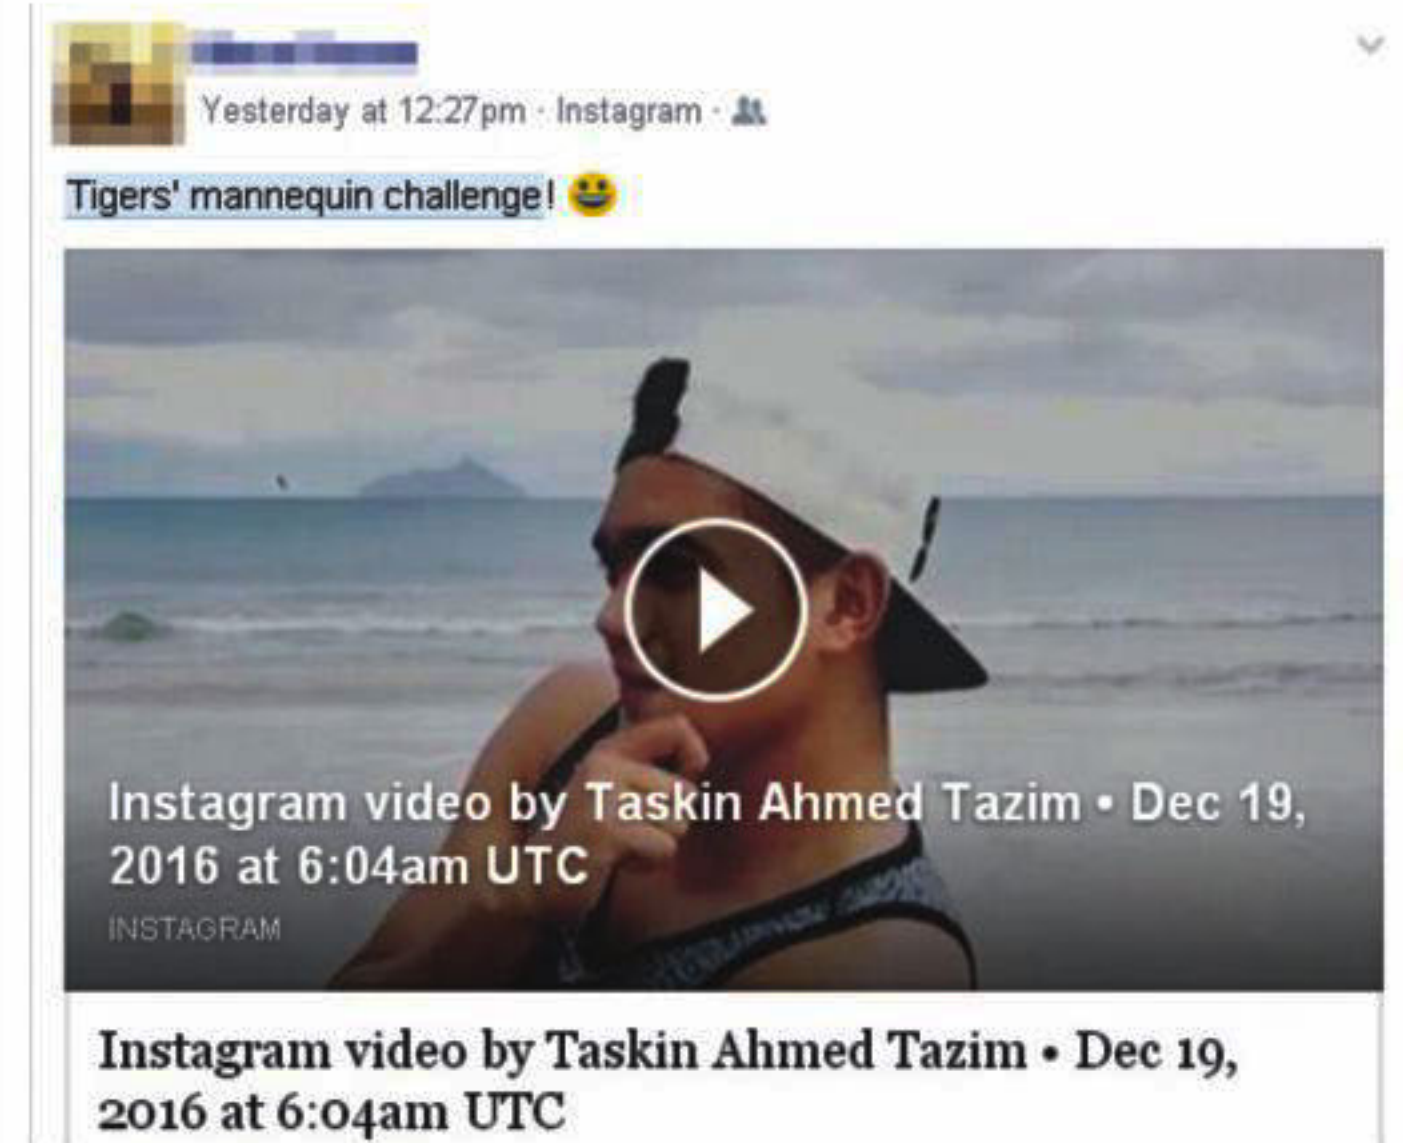 Yesterday at 12:27pm · Instagram ·
Tigers' mannequin challenge! 😀
Instagram video by Taskin Ahmed Tazim • Dec 19,
2016 at 6:04am UTC
INSTAGRAM
Instagram video by Taskin Ahmed Tazim • Dec 19,
2016 at 6:04am UTC